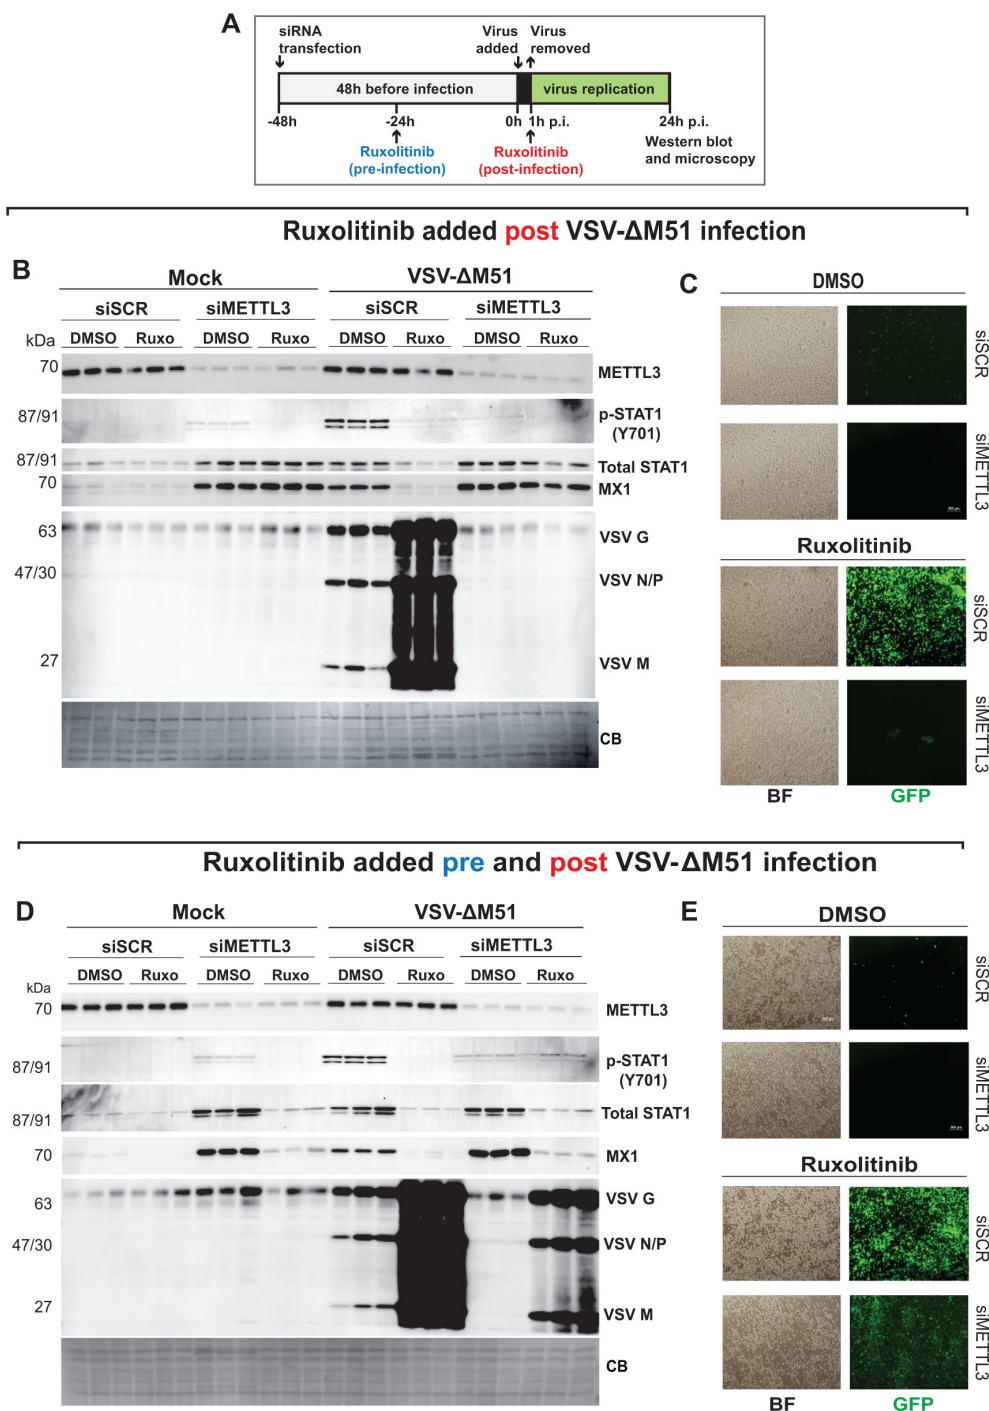 A
siRNA
transfection
Virus
added
Virus
removed
48h before infection
virus replication
-48h
-24h
0h
1h p.i.
24h p.i.
Ruxolitinib
(pre-infection)
Ruxolitinib
(post-infection)
Western blot
and microscopy
Ruxolitinib added post VSV-ΔM51 infection
B
Mock
VSV-ΔM51
siSCR
siMETTL3
siSCR
siMETTL3
kDa
DMSO
Ruxo
DMSO
Ruxo
DMSO
Ruxo
DMSO
Ruxo
70
METTL3
87/91
p-STAT1
(Y701)
87/91
Total STAT1
70
MX1
63
VSV G
47/30
VSV N/P
27
VSV M
CB
C
DMSO
siSCR
siMETTL3
Ruxolitinib
siSCR
siMETTL3
BF
GFP
Ruxolitinib added pre and post VSV-ΔM51 infection
D
Mock
VSV-ΔM51
siSCR
siMETTL3
siSCR
siMETTL3
kDa
DMSO
Ruxo
DMSO
Ruxo
DMSO
Ruxo
DMSO
Ruxo
70
METTL3
87/91
p-STAT1
(Y701)
87/91
Total STAT1
70
MX1
63
VSV G
47/30
VSV N/P
27
VSV M
CB
E
DMSO
siSCR
siMETTL3
Ruxolitinib
siSCR
siMETTL3
BF
GFP